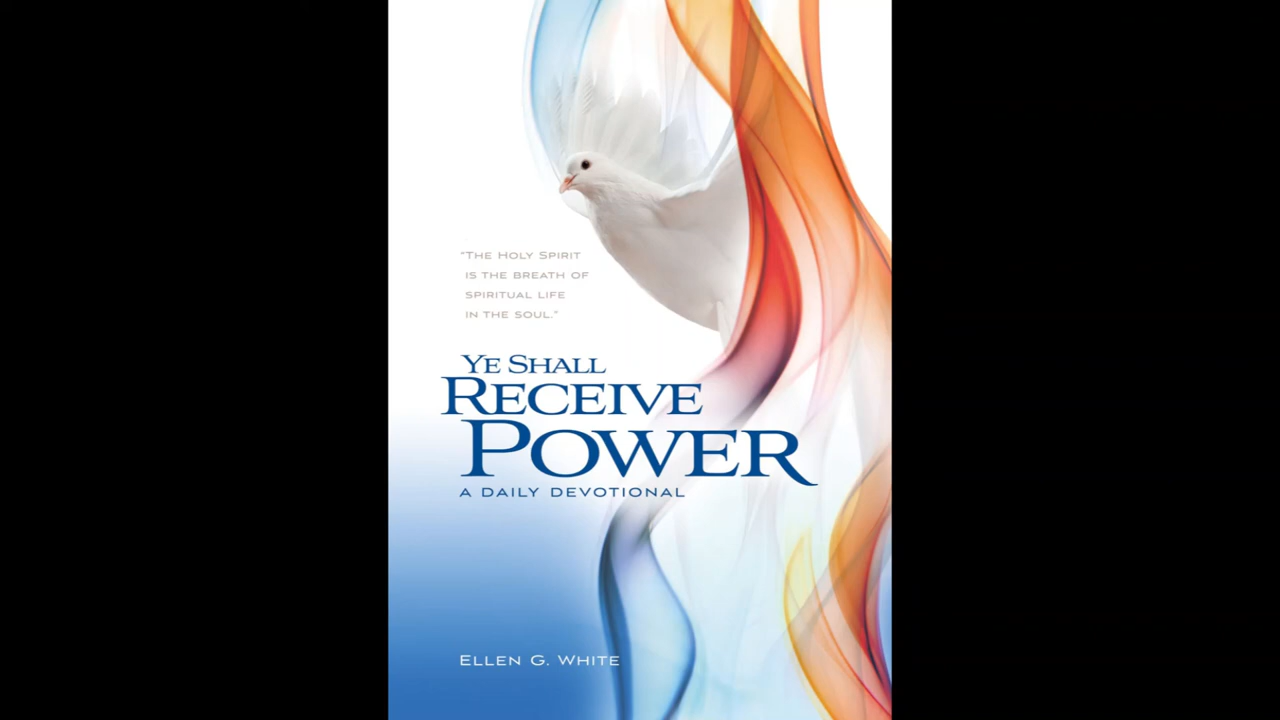 "The Holy Spirit
is the breath of
spiritual life
in the soul."
Ye Shall
Receive
Power
A Daily Devotional
Ellen G. White